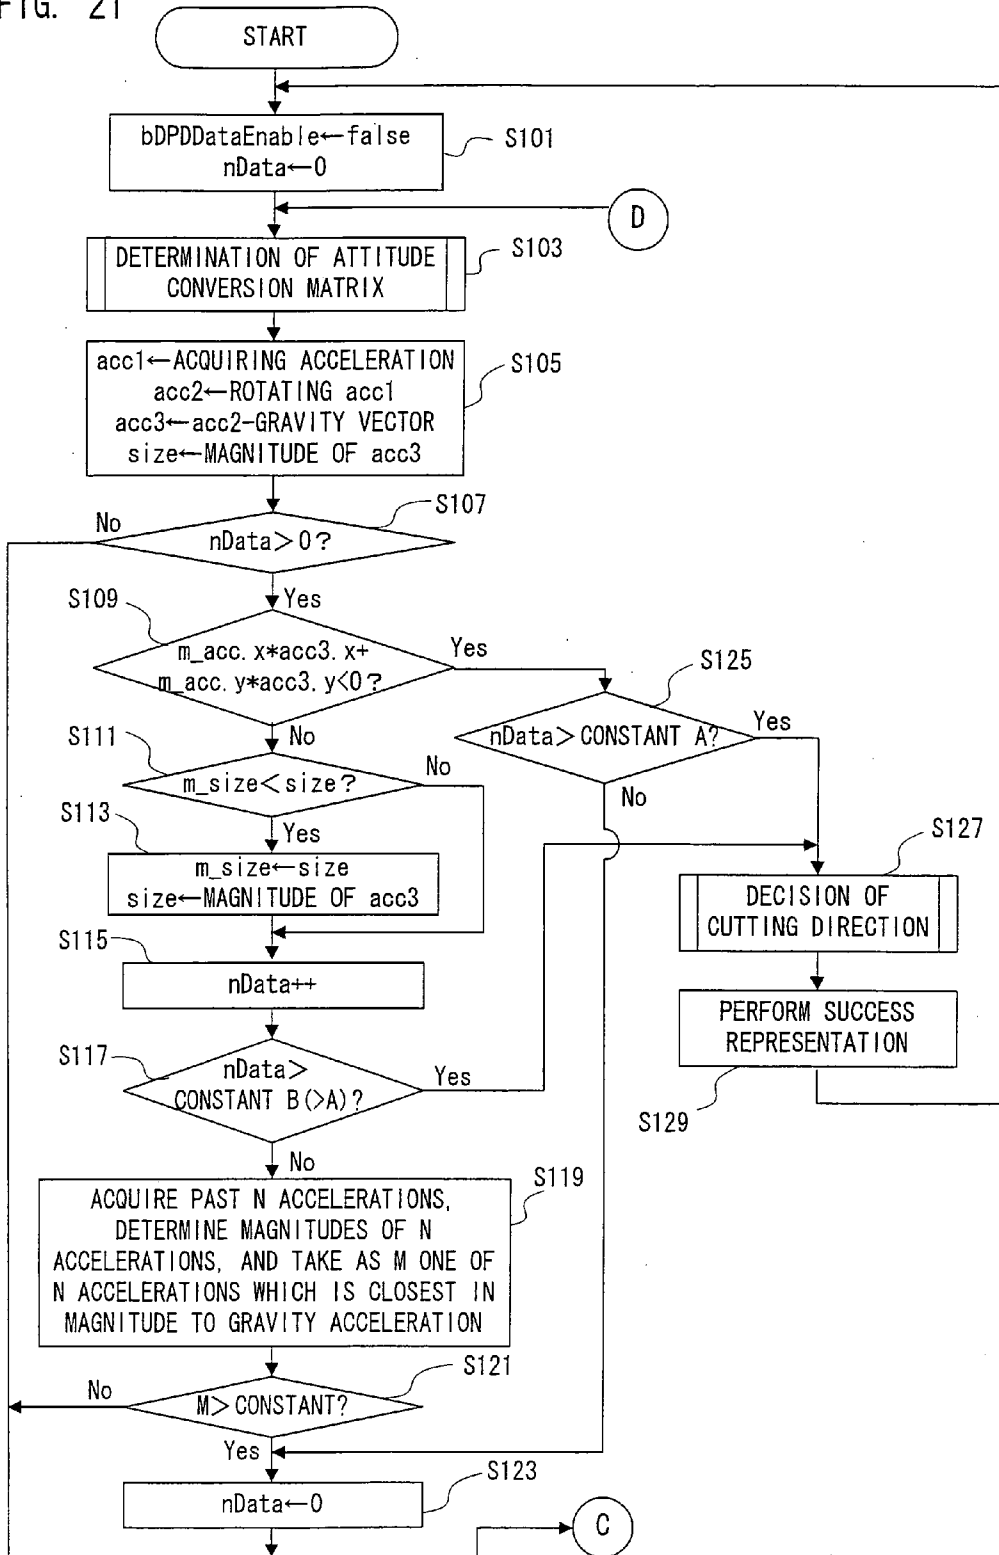 FIG. 21
START
bDPDDataEnable←false
nData←0
S101
D
DETERMINATION OF ATTITUDE
CONVERSION MATRIX
S103
acc1←ACQUIRING ACCELERATION
acc2←ROTATING acc1
acc3←acc2-GRAVITY VECTOR
size←MAGNITUDE OF acc3
S105
S107
No
nData>0?
Yes
S109
m_acc.x*acc3.x+
m_acc.y*acc3.y<0?
Yes
S125
nData>CONSTANT A?
Yes
No
No
S111
m_size<size?
No
Yes
S113
m_size←size
size←MAGNITUDE OF acc3
S127
DECISION OF
CUTTING DIRECTION
S115
nData++
PERFORM SUCCESS
REPRESENTATION
S129
S117
nData>
CONSTANT B(>A)?
Yes
No
S119
ACQUIRE PAST N ACCELERATIONS,
DETERMINE MAGNITUDES OF N
ACCELERATIONS, AND TAKE AS M ONE OF
N ACCELERATIONS WHICH IS CLOSEST IN
MAGNITUDE TO GRAVITY ACCELERATION
S121
No
M>CONSTANT?
Yes
S123
nData←0
C